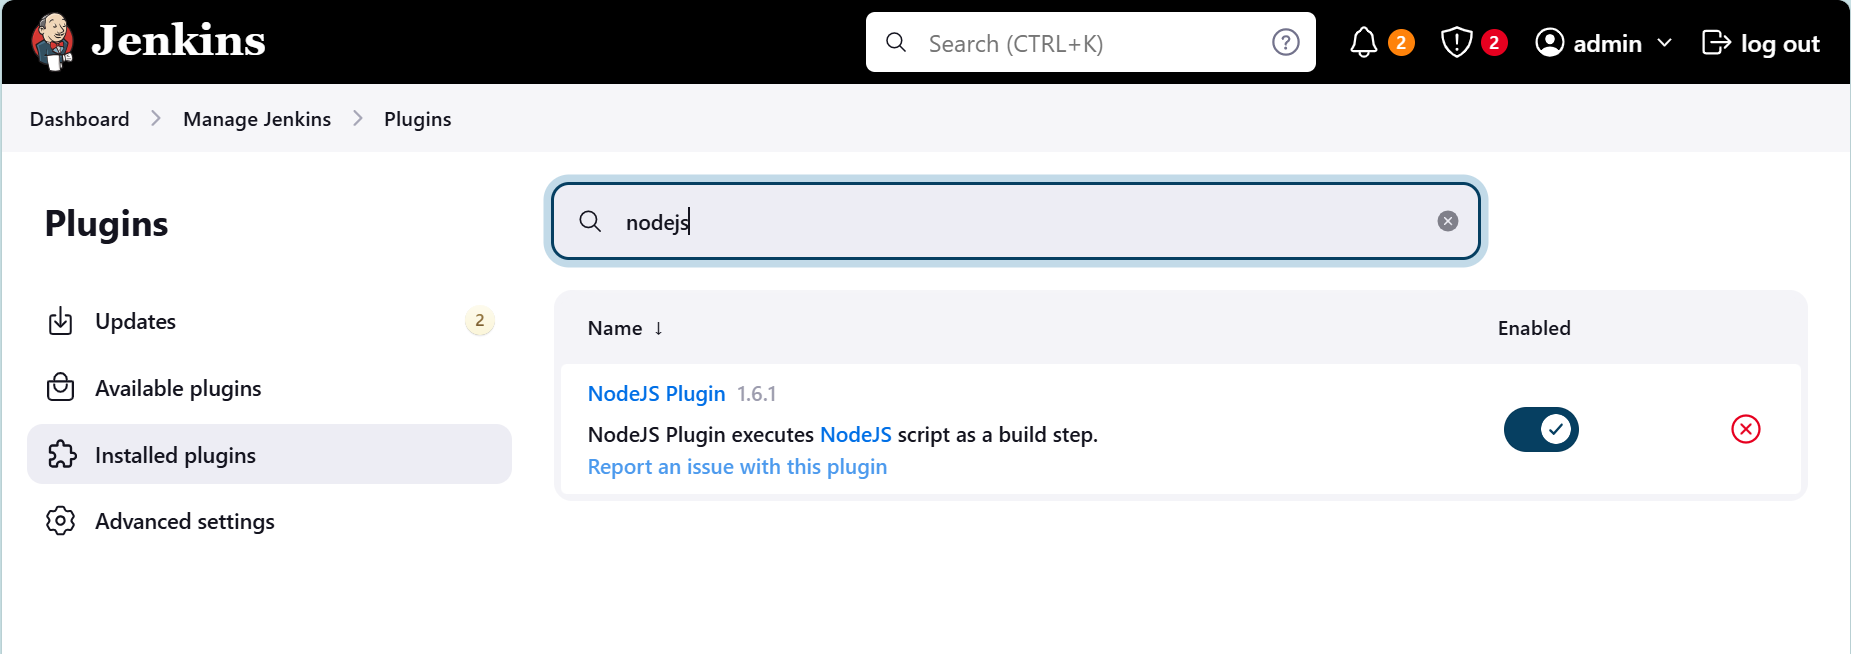 Jenkins
Search (CTRL+K)
2
2
admin
log out
Dashboard
Manage Jenkins
Plugins
Plugins
nodejs
Updates
2
Available plugins
Installed plugins
Advanced settings
Name ↓
Enabled
NodeJS Plugin 1.6.1
NodeJS Plugin executes NodeJS script as a build step.
Report an issue with this plugin